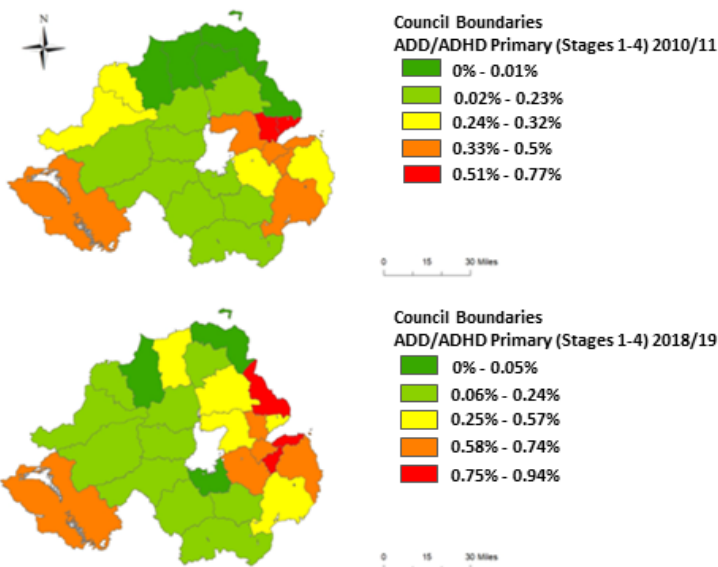 N
Council Boundaries
ADD/ADHD Primary (Stages 1-4) 2010/11
0% - 0.01%
0.02% - 0.23%
0.24% - 0.32%
0.33% - 0.5%
0.51% - 0.77%
0 15 30 Miles
Council Boundaries
ADD/ADHD Primary (Stages 1-4) 2018/19
0% - 0.05%
0.06% - 0.24%
0.25% - 0.57%
0.58% - 0.74%
0.75% - 0.94%
0 15 30 Miles